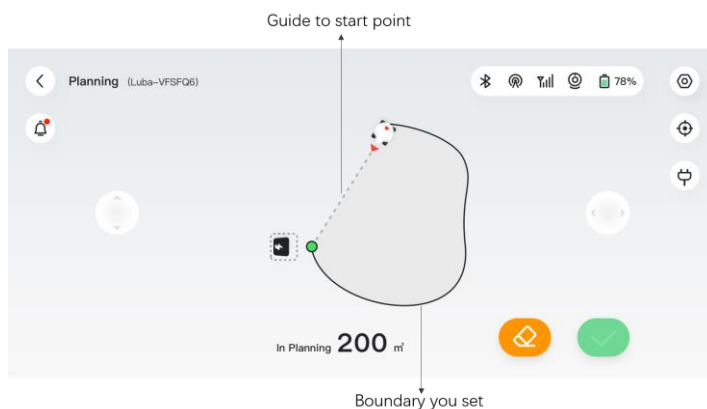 Guide to start point
Planning (Luba-VFSFQ6)
78%
In Planning 200 ㎡
Boundary you set